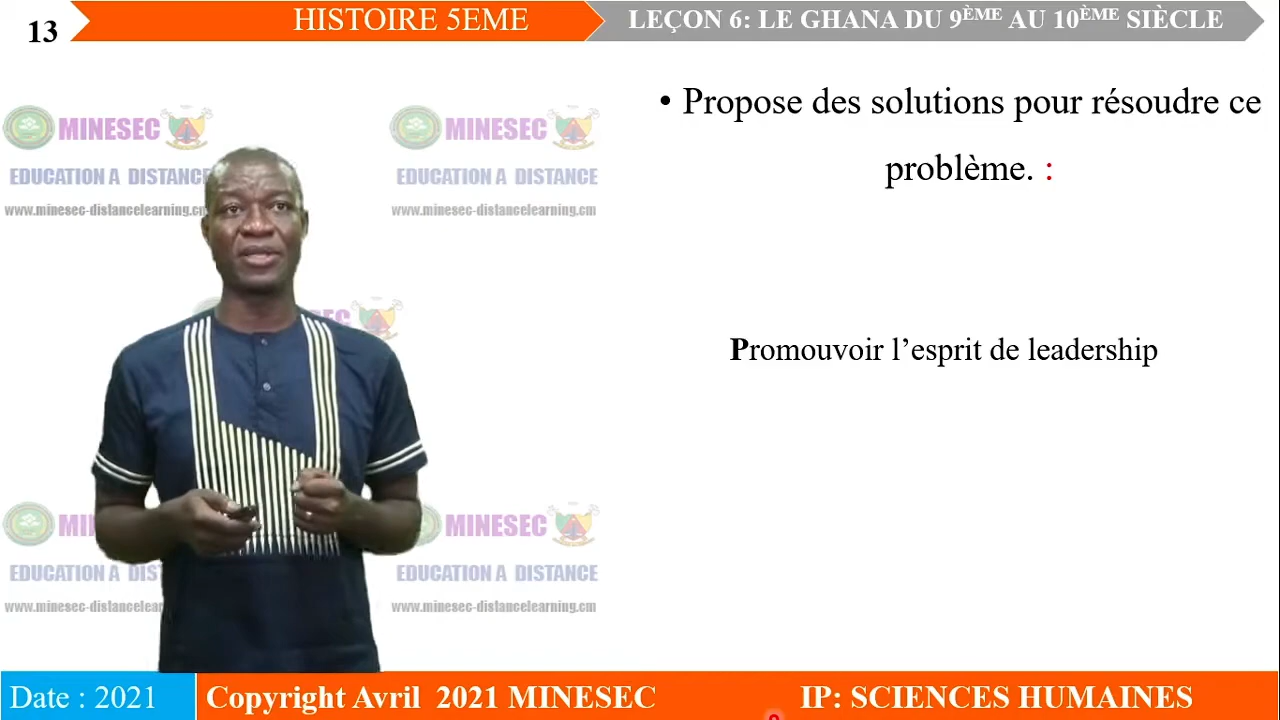 13
HISTOIRE 5EME
LEÇON 6: LE GHANA DU 9ÈME AU 10ÈME SIÈCLE
• Propose des solutions pour résoudre ce
problème. :
MINESEC
EDUCATION A DISTANCE
www.minesec-distancelearning.cm
MINESEC
EDUCATION A DISTANCE
www.minesec-distancelearning.cm
Promouvoir l’esprit de leadership
MINESEC
EDUCATION A DISTANCE
www.minesec-distancelearning.cm
Date : 2021
Copyright Avril 2021 MINESEC
IP: SCIENCES HUMAINES